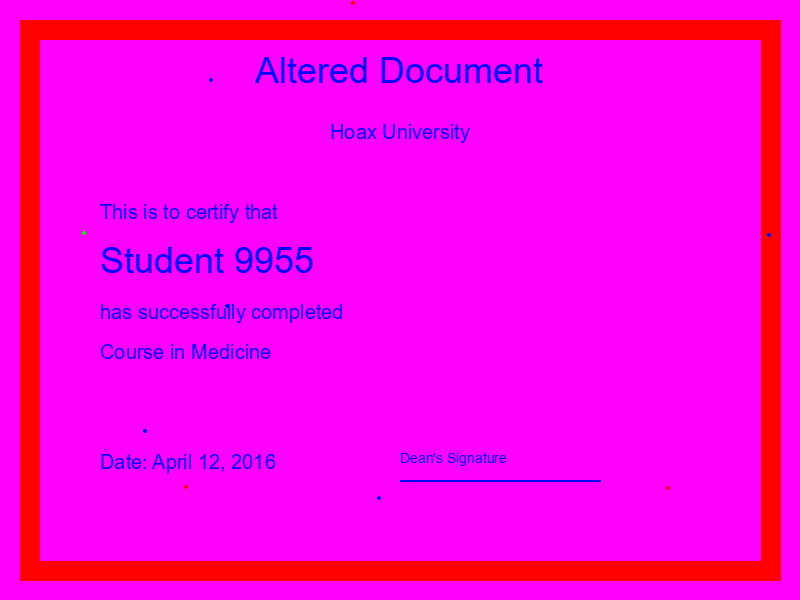 Altered Document
Hoax University
This is to certify that
Student 9955
has successfully completed
Course in Medicine
Date: April 12, 2016
Dean's Signature